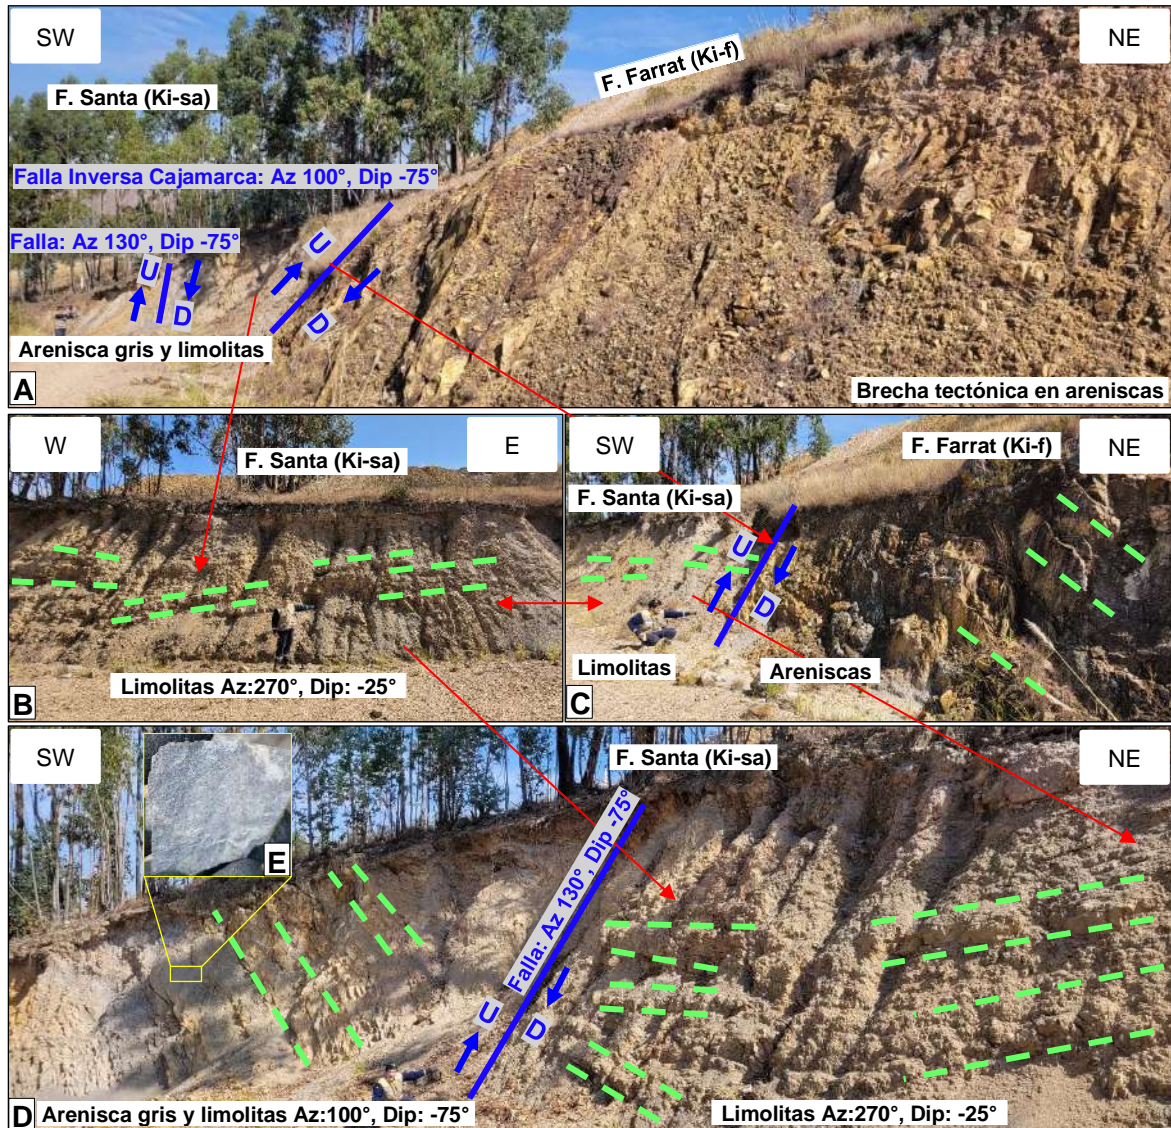 SW
NE
F. Santa (Ki-sa)
F. Farrat (Ki-f)
Falla Inversa Cajamarca: Az 100°, Dip -75°
Falla: Az 130°, Dip -75°
U
D
U
D
Arenisca gris y limolitas
A
Brecha tectónica en areniscas
W
E
F. Santa (Ki-sa)
Limolitas Az:270°, Dip: -25°
B
SW
NE
F. Farrat (Ki-f)
F. Santa (Ki-sa)
U
D
Limolitas
Areniscas
C
SW
NE
F. Santa (Ki-sa)
E
Falla: Az 130°, Dip -75°
U
D
D
Arenisca gris y limolitas Az:100°, Dip: -75°
Limolitas Az:270°, Dip: -25°